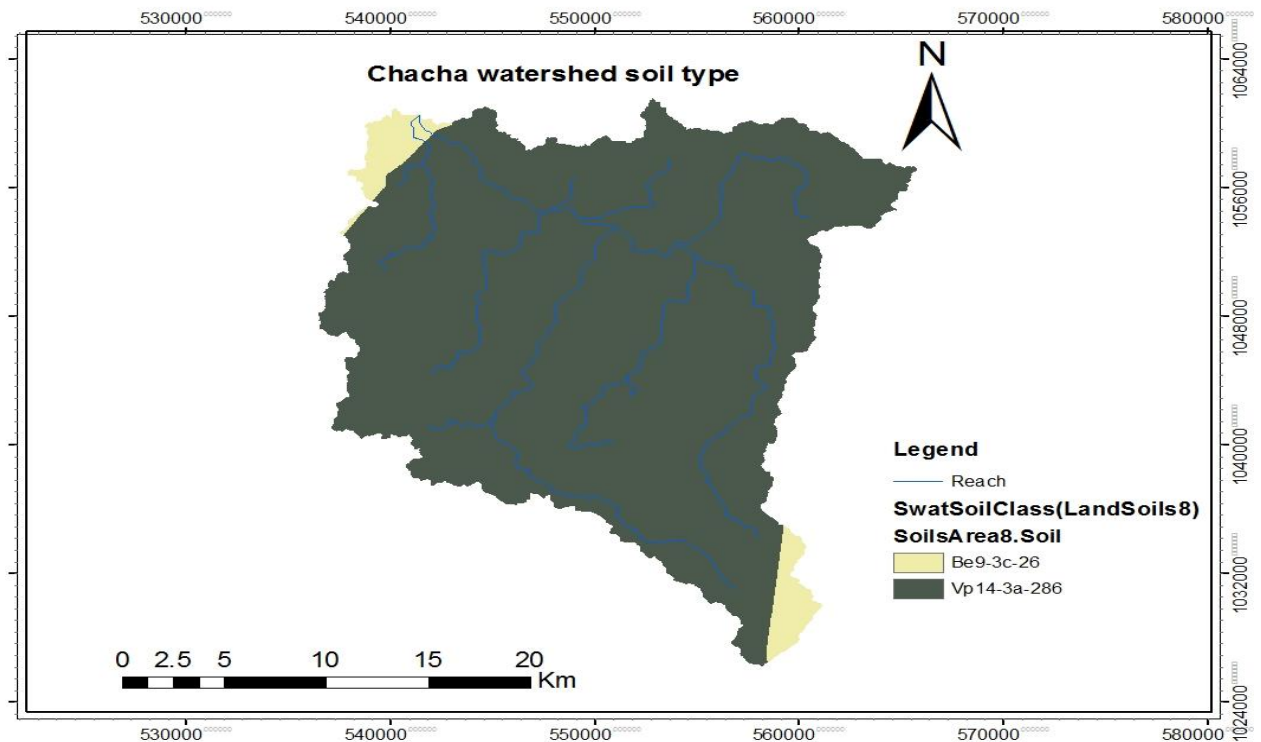 530000 540000 550000 560000 570000 580000
Chacha watershed soil type
N
1064000
1056000
1048000
1040000
1032000
1024000
Legend
Reach
SwatSoilClass(LandSoils8)
SoilsArea8.Soil
Be9-3c-26
Vp14-3a-286
0 2.5 5 10 15 20
Km
530000 540000 550000 560000 570000 580000